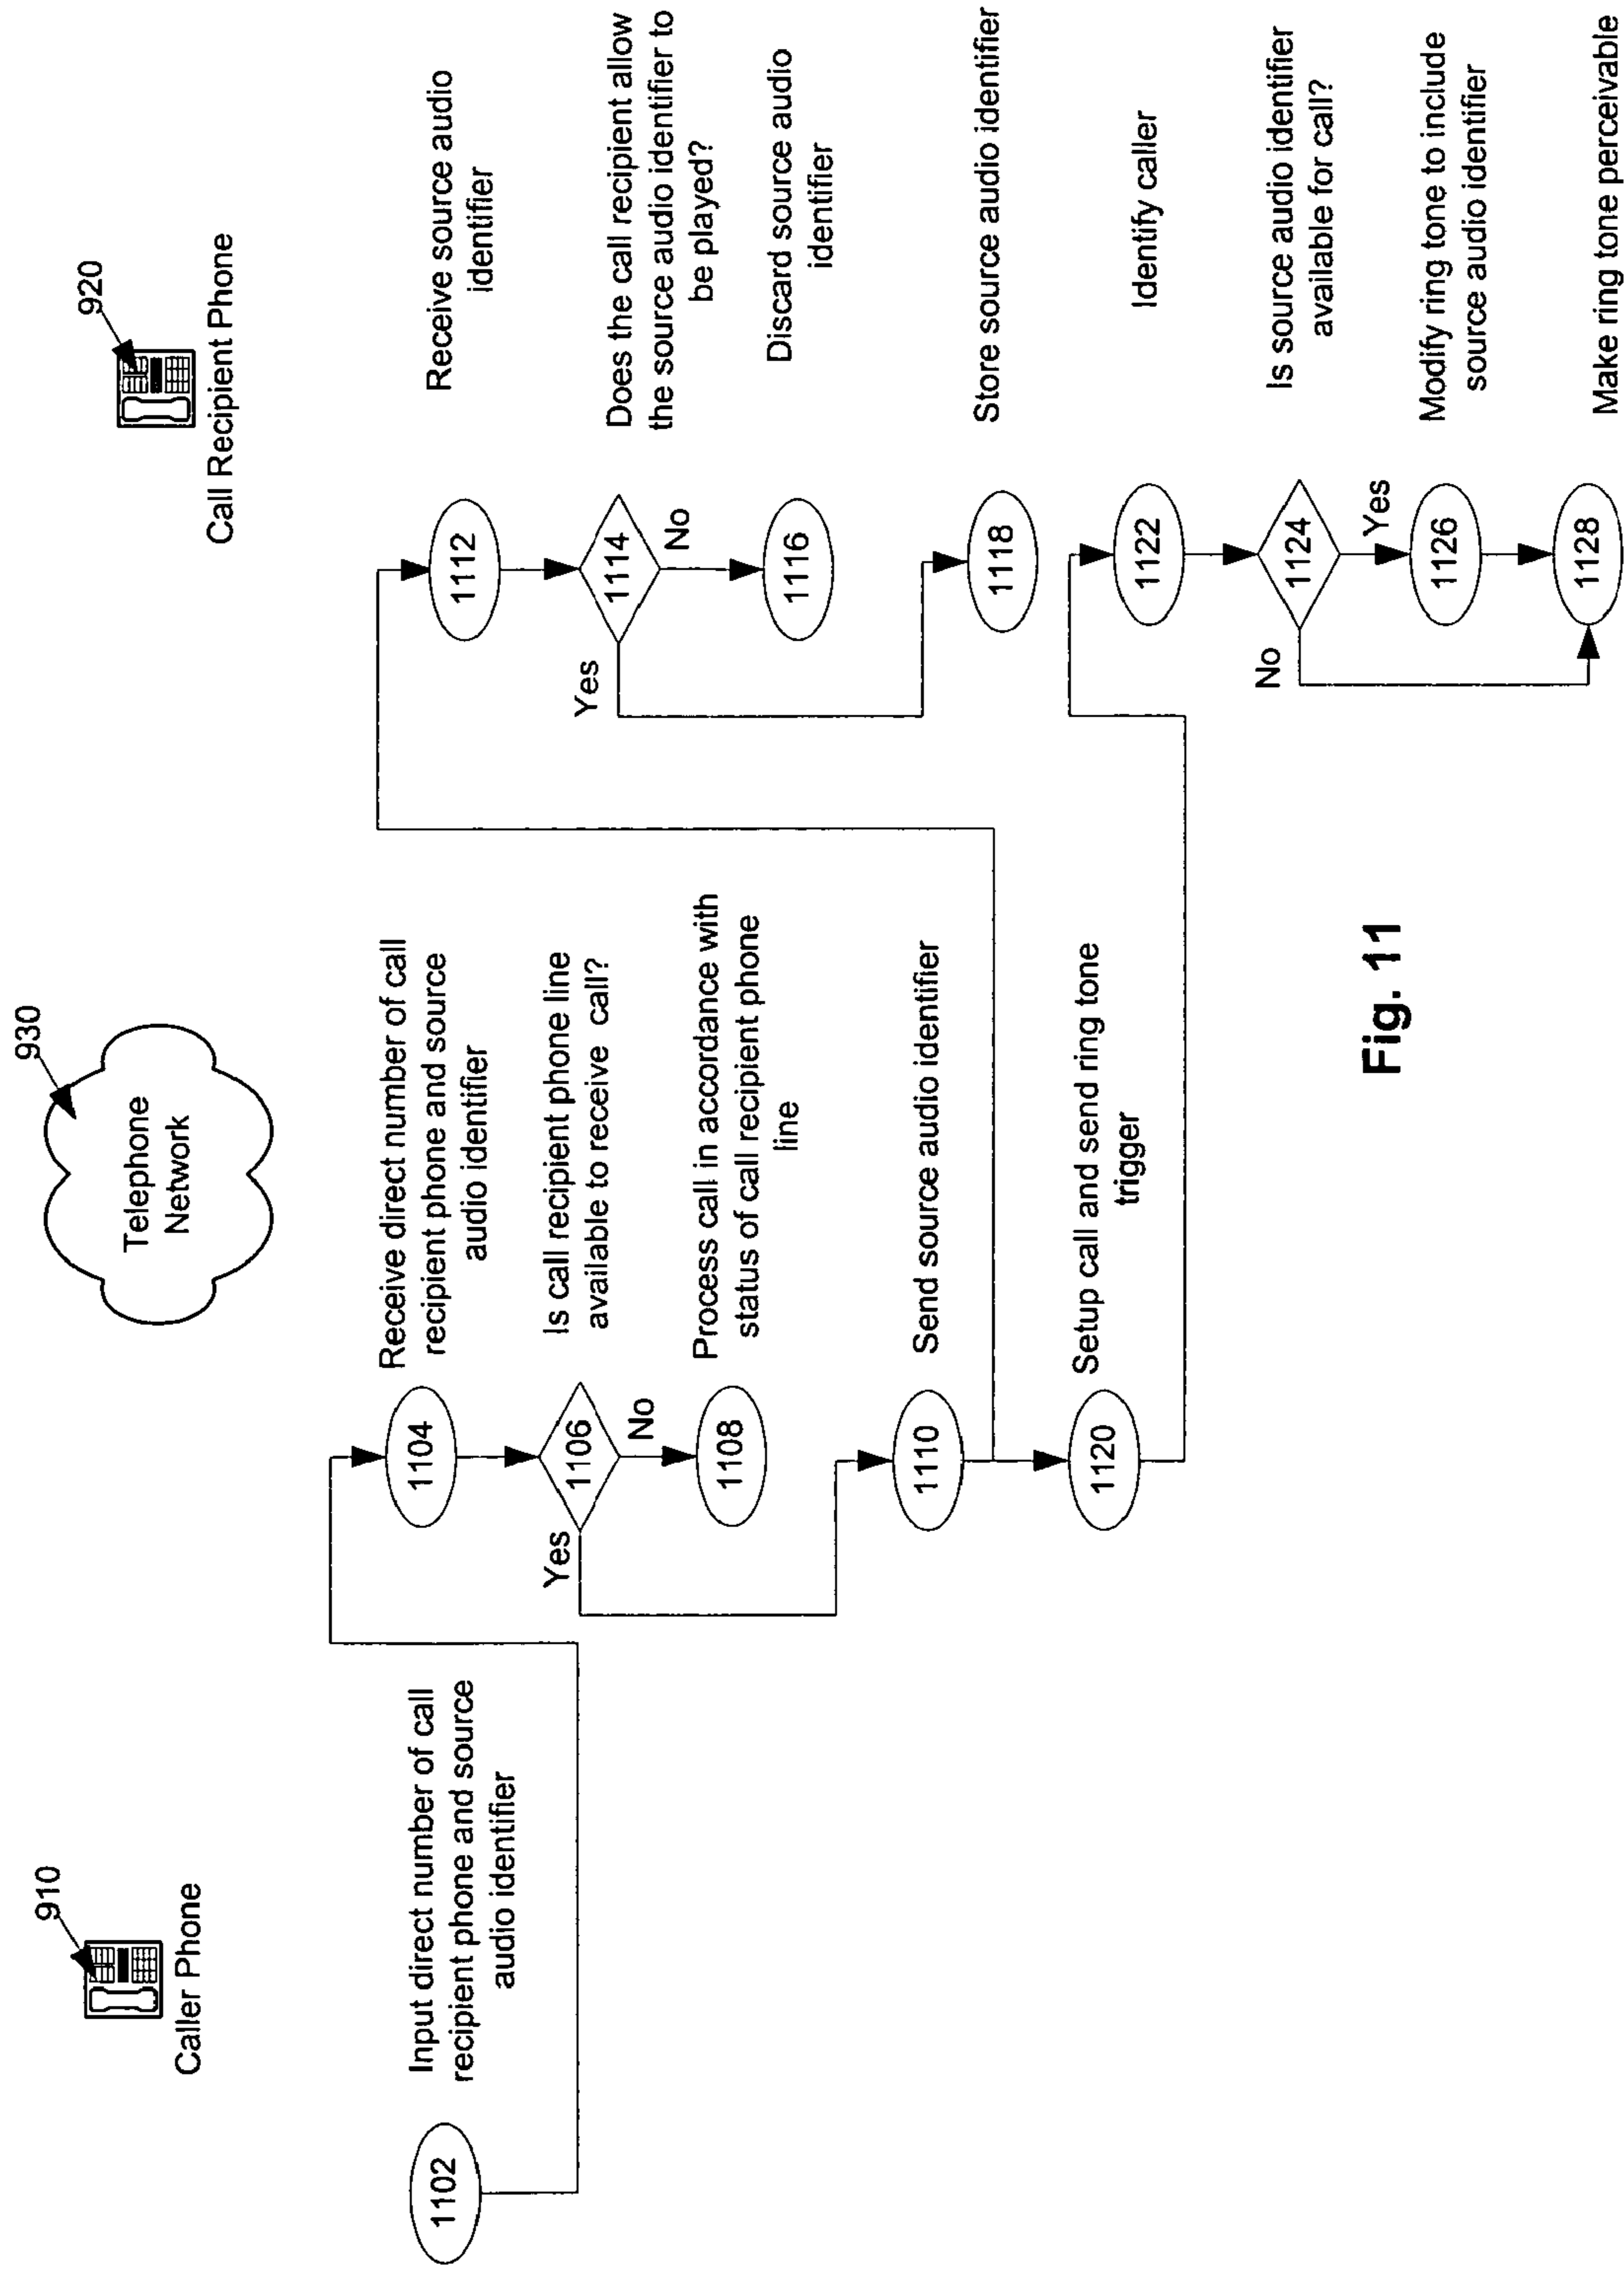 910
Caller Phone
1102
Input direct number of call
recipient phone and source
audio identifier
930
Telephone
Network
1104
Receive direct number of call
recipient phone and source
audio identifier
1106
Is call recipient phone line
available to receive call?
Yes
No
1108
Process call in accordance with
status of call recipient phone
line
1110
Send source audio identifier
1120
Setup call and send ring tone
trigger
920
Call Recipient Phone
1112
Receive source audio
identifier
1114
Does the call recipient allow
the source audio identifier to
be played?
Yes
No
1116
Discard source audio
identifier
1118
Store source audio identifier
1122
Identify caller
1124
Is source audio identifier
available for call?
No
Yes
1126
Modify ring tone to include
source audio identifier
1128
Make ring tone perceivable
Fig. 11